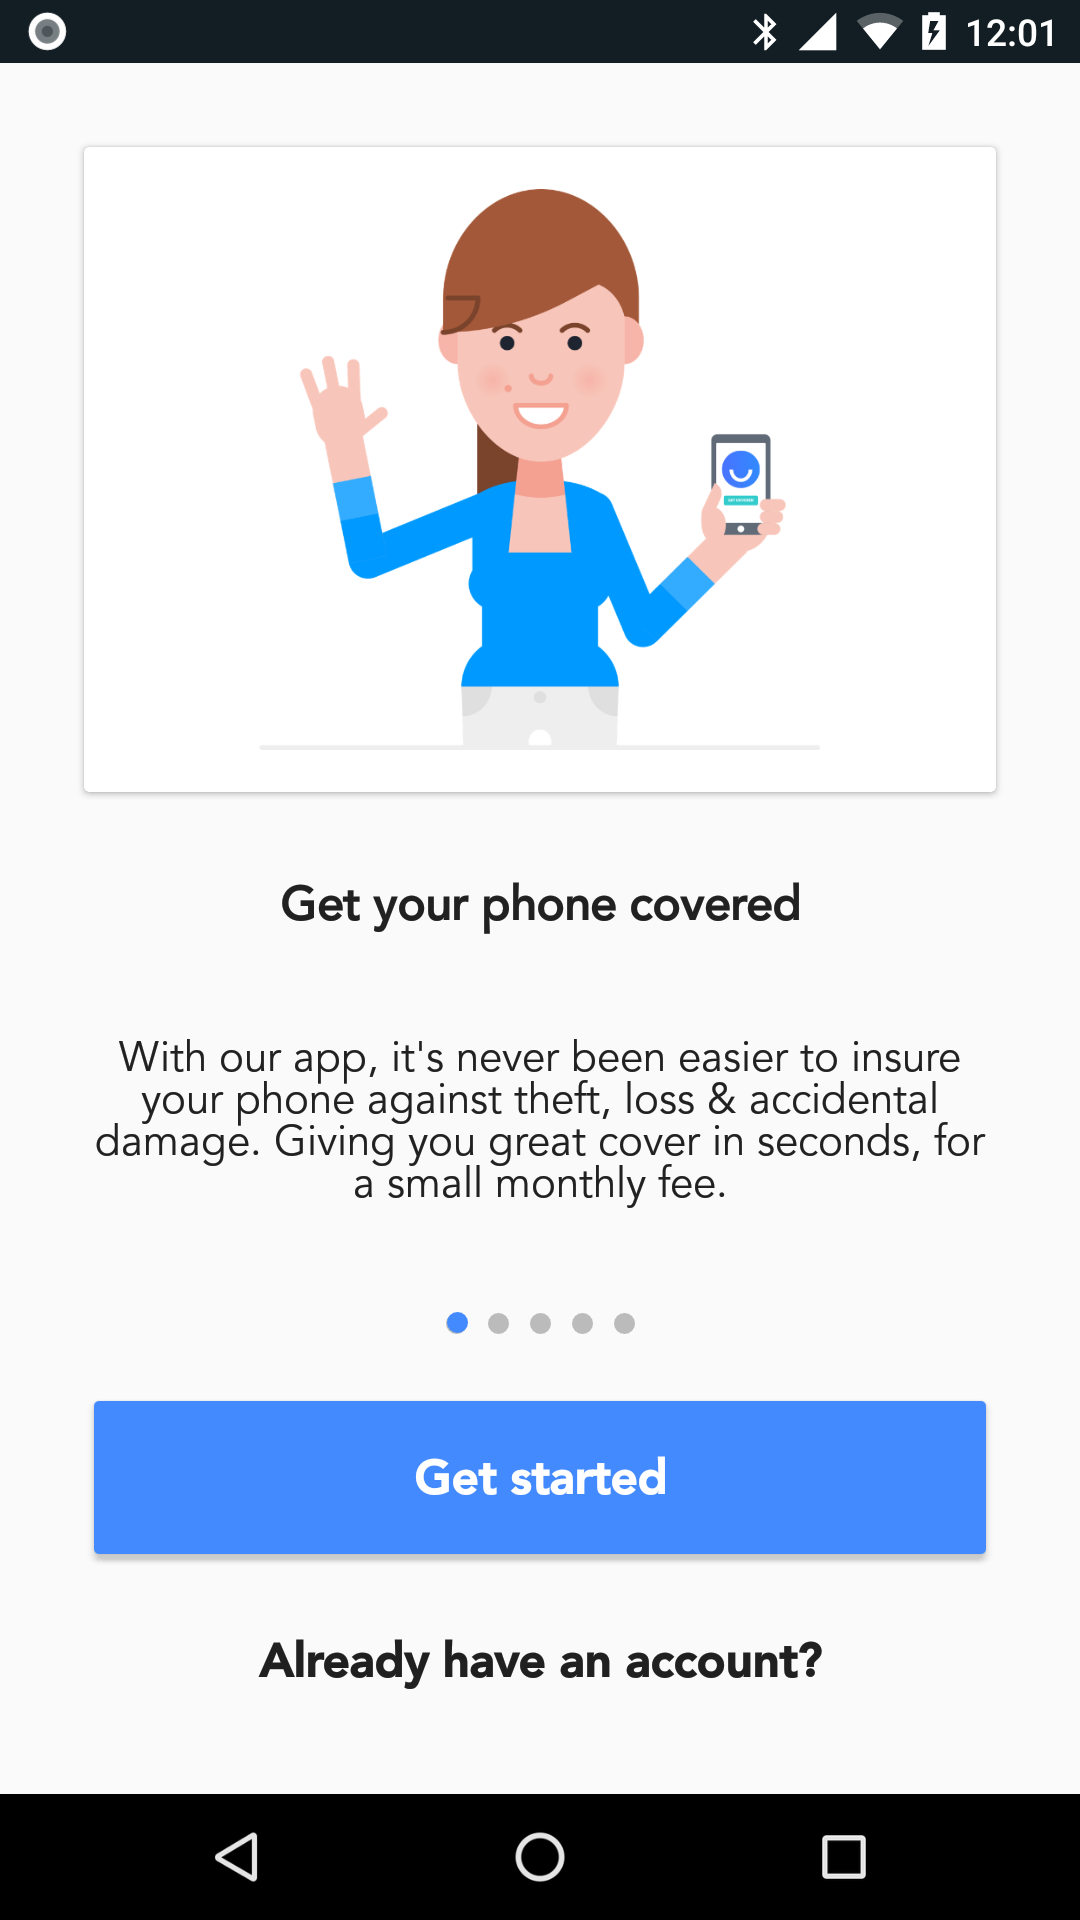 12:01
Get your phone covered
With our app, it's never been easier to insure
your phone against theft, loss & accidental
damage. Giving you great cover in seconds, for
a small monthly fee.
Get started
Already have an account?